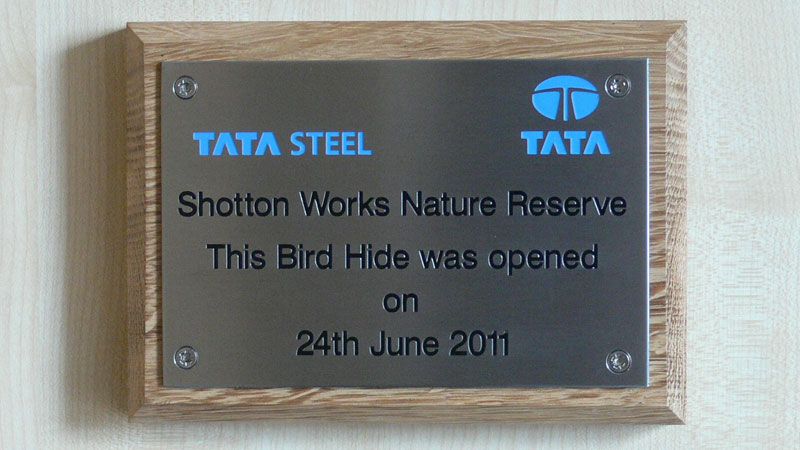 TATA STEEL
TATA
Shotton Works Nature Reserve
This Bird Hide was opened
on
24th June 2011